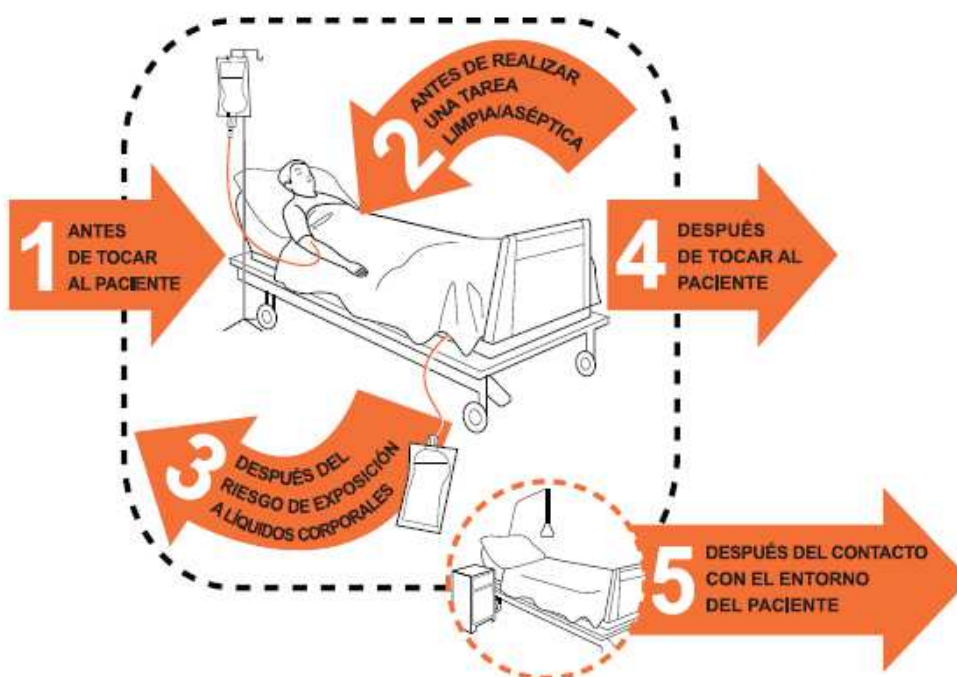 1 ANTES
DE TOCAR
AL PACIENTE
2 ANTES DE REALIZAR
UNA TAREA
LIMPIA/ASÉPTICA
3 DESPUÉS DEL
RIESGO DE EXPOSICIÓN
A LÍQUIDOS CORPORALES
4 DESPUÉS
DE TOCAR AL
PACIENTE
5 DESPUÉS DEL CONTACTO
CON EL ENTORNO
DEL PACIENTE